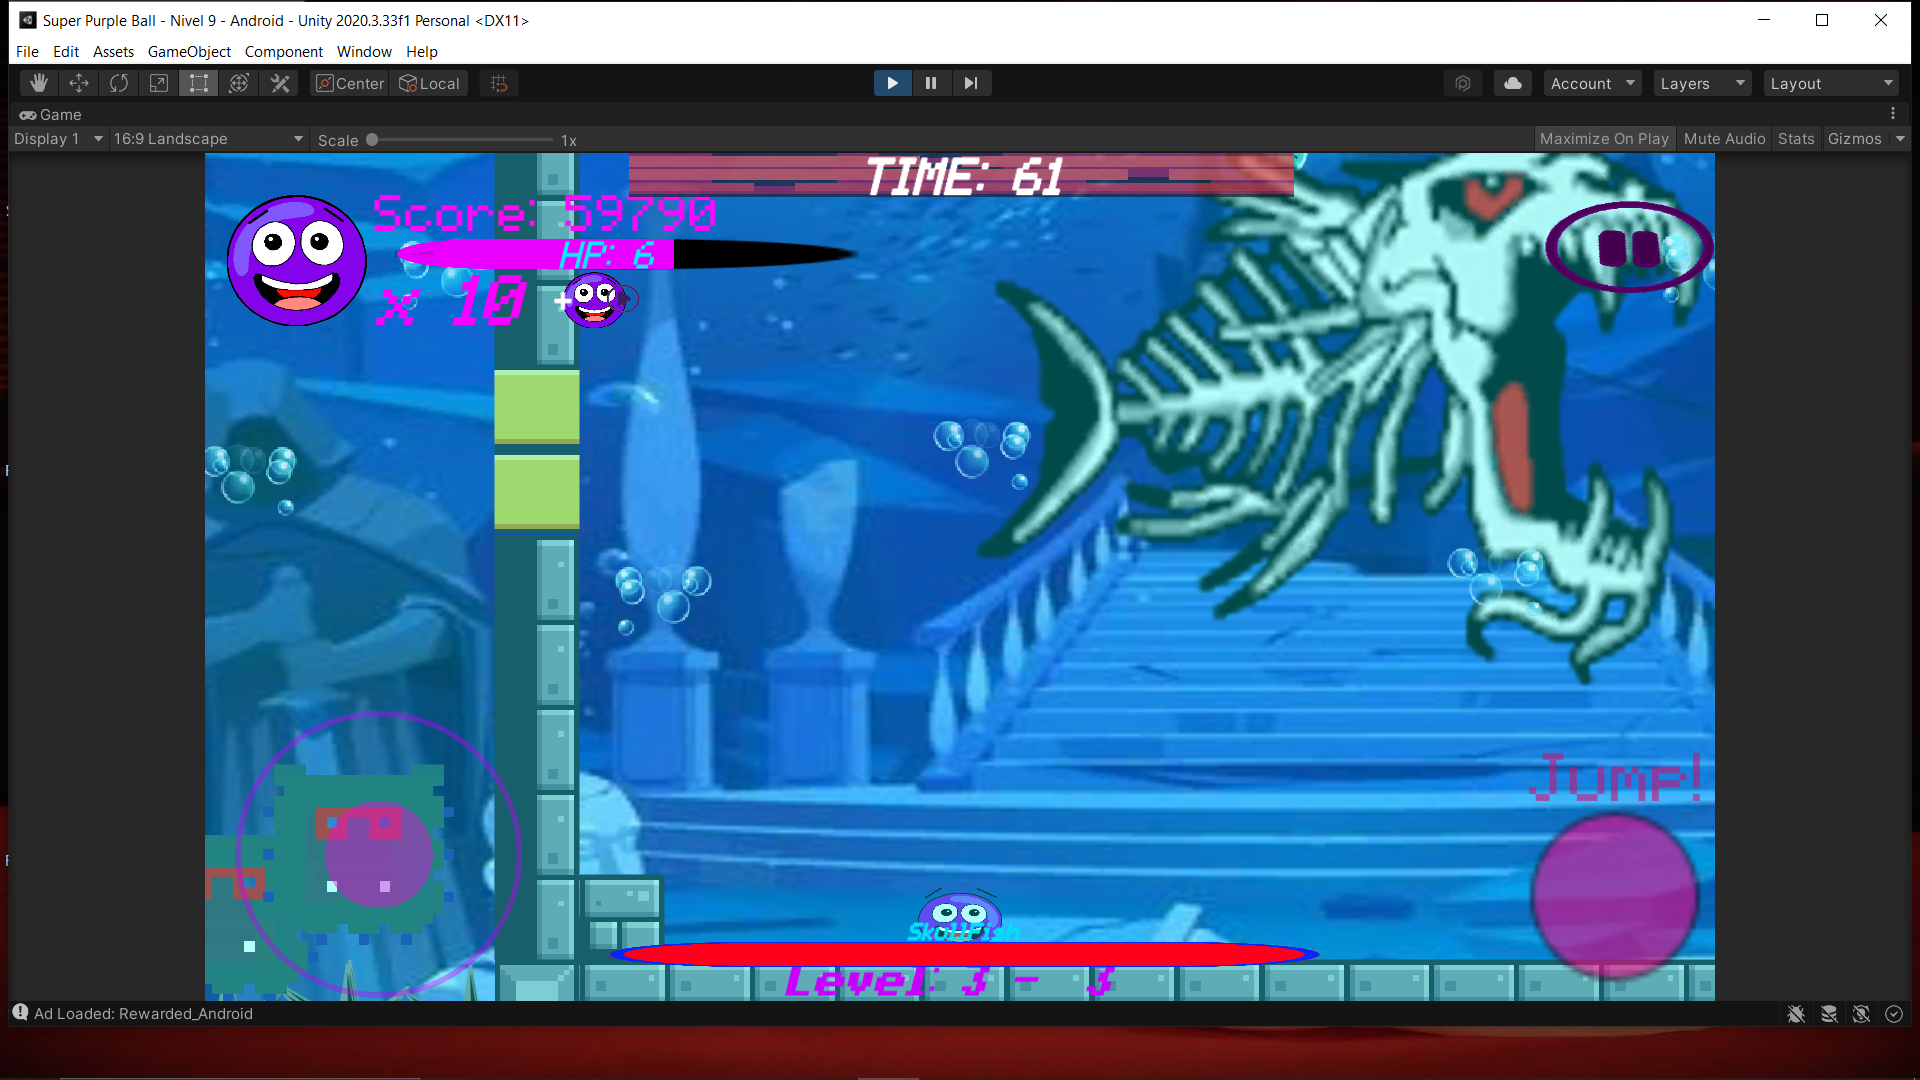 Super Purple Ball - Nivel 9 - Android - Unity 2020.3.33f1 Personal <DX11>
File Edit Assets GameObject Component Window Help
Center Local Account Layers Layout
Game
Display 1 16:9 Landscape Scale 1x Maximize On Play Mute Audio Stats Gizmos
TIME: 61
Score: 59790
HP: 6
x 10 +
Jump!
SkullFish
Level: 3 - 3
Ad Loaded: Rewarded_Android